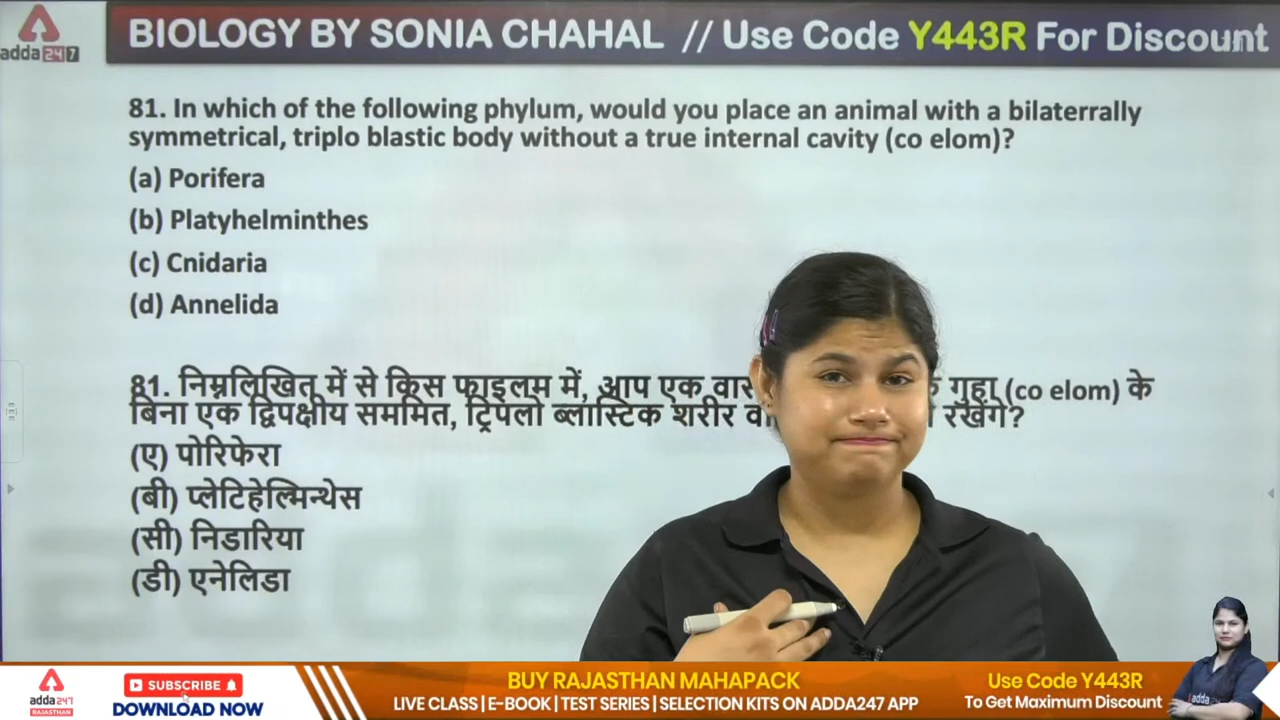 adda247
BIOLOGY BY SONIA CHAHAL // Use Code Y443R For Discount
81. In which of the following phylum, would you place an animal with a bilaterrally
symmetrical, triplo blastic body without a true internal cavity (co elom)?
(a) Porifera
(b) Platyhelminthes
(c) Cnidaria
(d) Annelida
81. निम्नलिखित में से किस फाइलम में, आप एक गुहा (co elom) के
बिना एक द्विपक्षीय सममित, ट्रिपलो ब्लास्टिक शरीर रखेंगे?
(ए) पोरिफेरा
(बी) प्लेटिहेल्मिन्थेस
(सी) निडारिया
(डी) एनेलिडा
adda247
RAJASTHAN
SUBSCRIBE
DOWNLOAD NOW
BUY RAJASTHAN MAHAPACK
LIVE CLASS | E-BOOK | TEST SERIES | SELECTION KITS ON ADDA247 APP
Use Code Y443R
To Get Maximum Discount